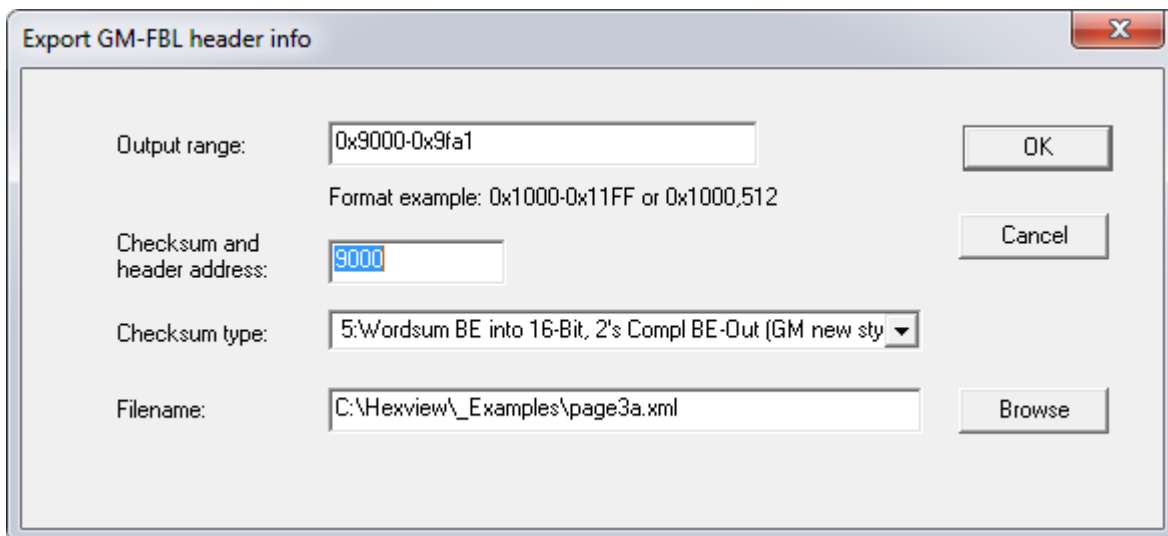 Export GM-FBL header info
Output range:
0x9000-0x9fa1
OK
Format example: 0x1000-0x11FF or 0x1000,512
Checksum and
header address:
9000
Cancel
Checksum type:
5:Wordsum BE into 16-Bit, 2's Compl BE-Out (GM new sty
Filename:
C:\Hexview\_Examples\page3a.xml
Browse